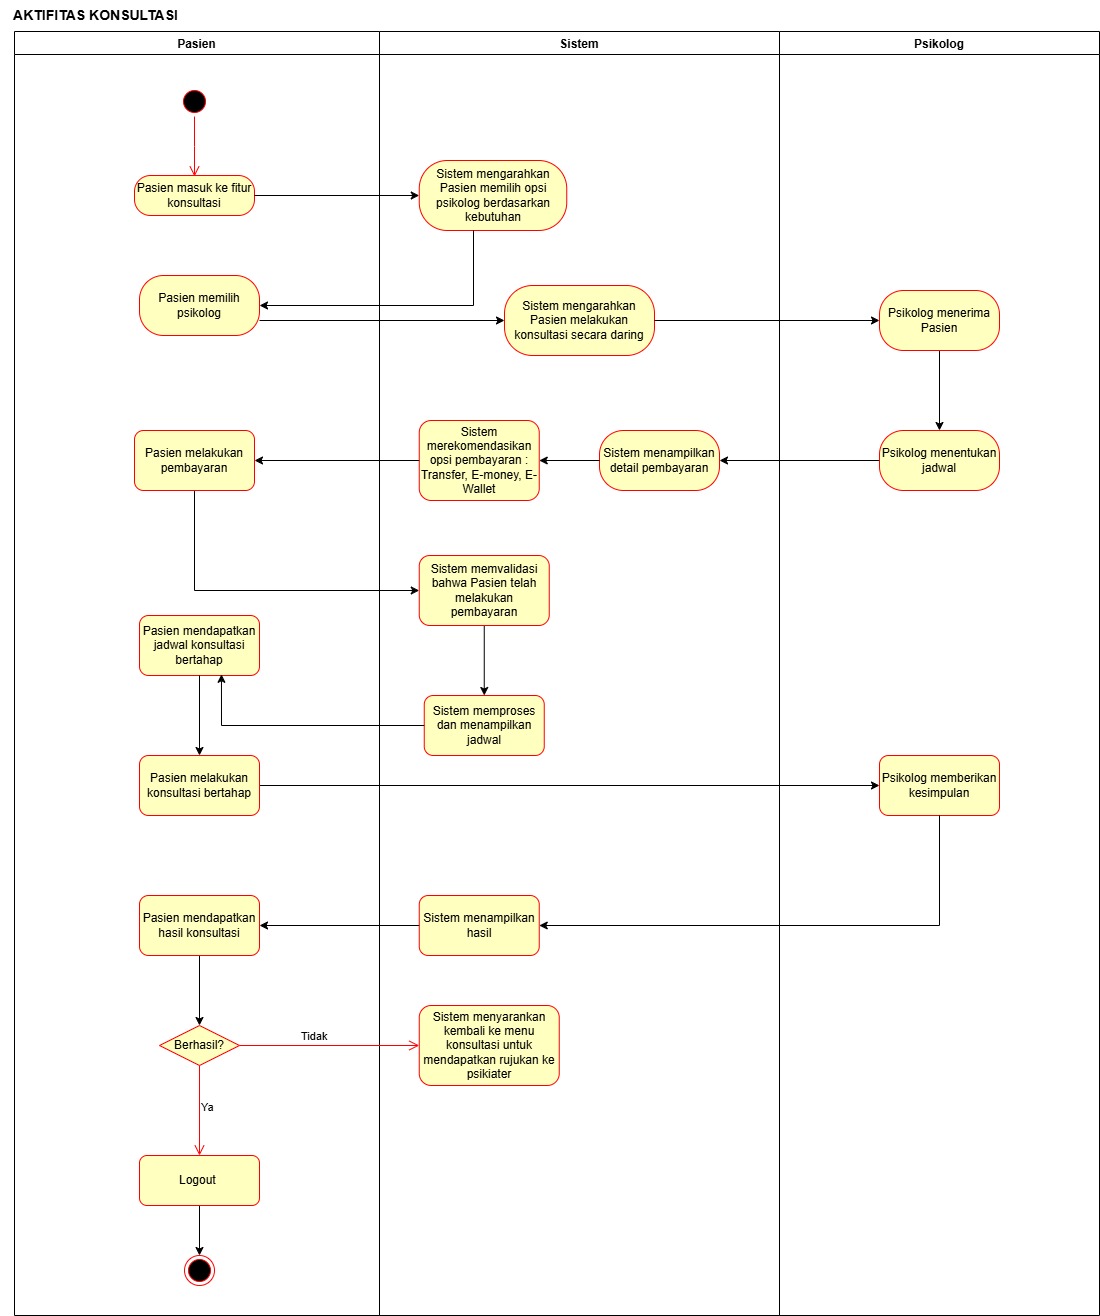 AKTIFITAS KONSULTASI
Pasien
Sistem
Psikolog
Pasien masuk ke fitur
konsultasi
Sistem mengarahkan
Pasien memilih opsi
psikolog berdasarkan
kebutuhan
Pasien memilih
psikolog
Sistem mengarahkan
Pasien melakukan
konsultasi secara daring
Psikolog menerima
Pasien
Psikolog menentukan
jadwal
Sistem menampilkan
detail pembayaran
Sistem
merekomendasikan
opsi pembayaran :
Transfer, E-money, E-
Wallet
Pasien melakukan
pembayaran
Sistem memvalidasi
bahwa Pasien telah
melakukan
pembayaran
Sistem memproses
dan menampilkan
jadwal
Pasien mendapatkan
jadwal konsultasi
bertahap
Pasien melakukan
konsultasi bertahap
Psikolog memberikan
kesimpulan
Sistem menampilkan
hasil
Pasien mendapatkan
hasil konsultasi
Berhasil?
Tidak
Sistem menyarankan
kembali ke menu
konsultasi untuk
mendapatkan rujukan ke
psikiater
Ya
Logout